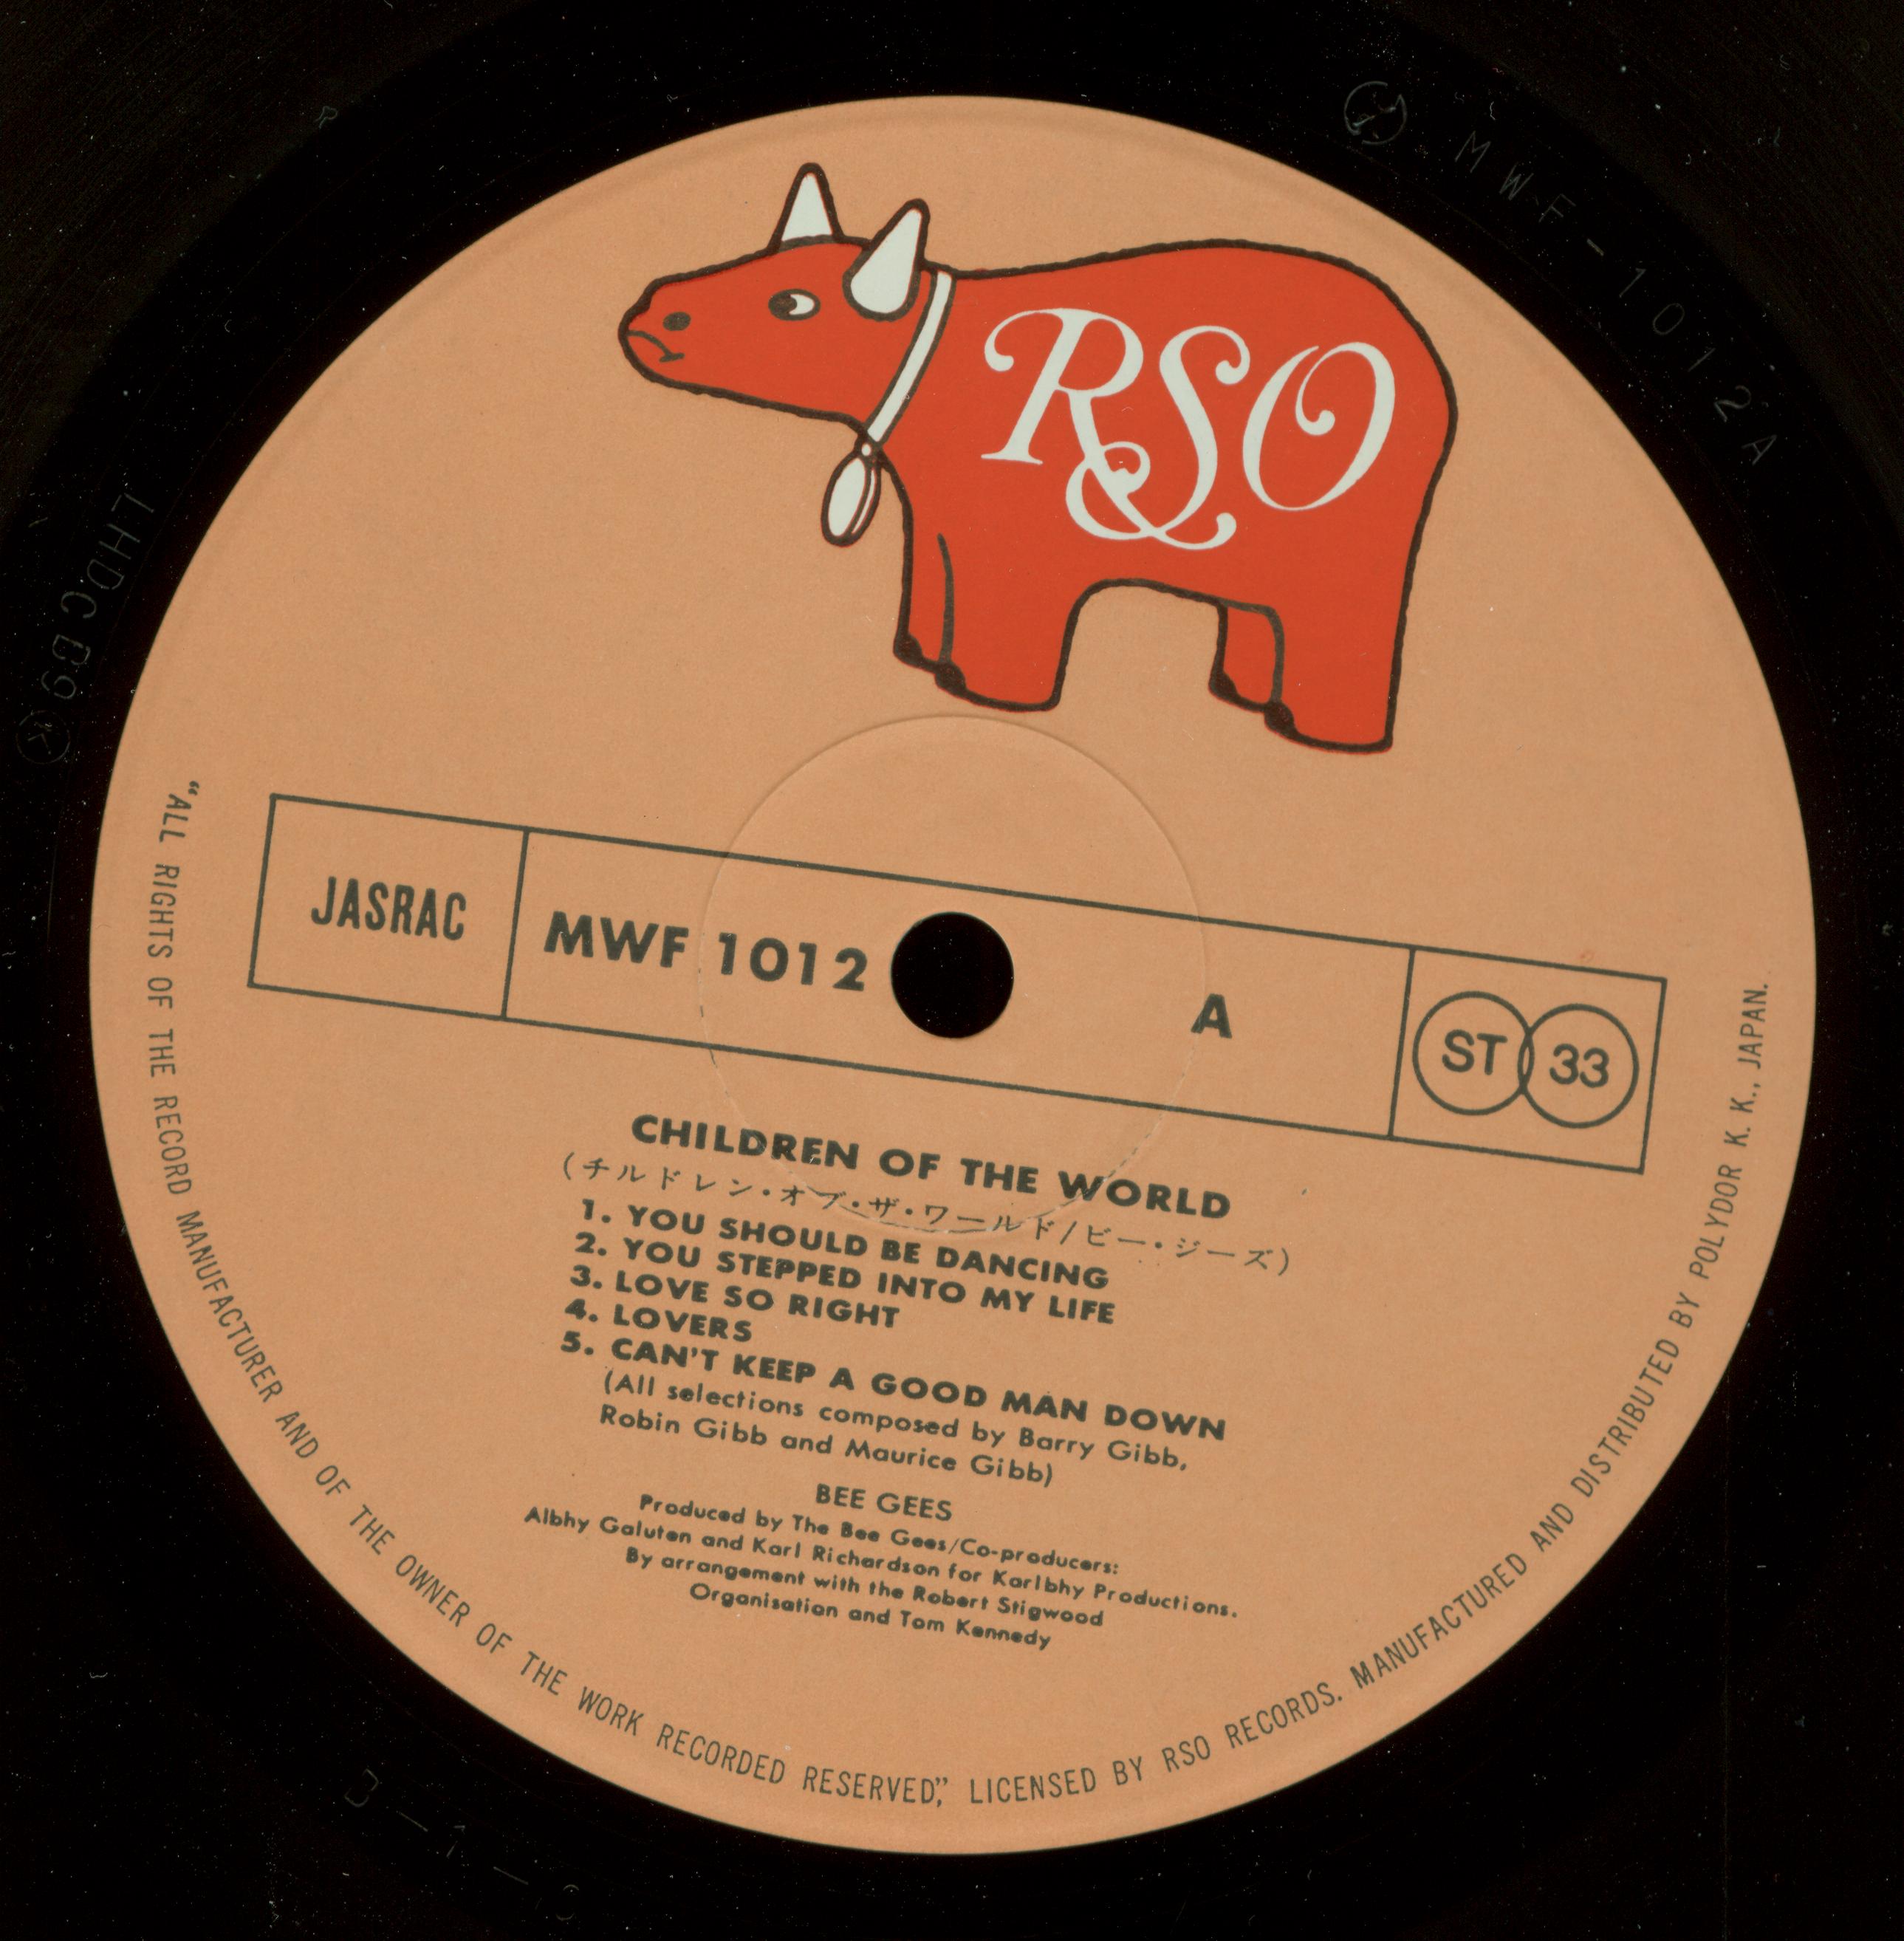 RSO
JASRAC
MWF 1012
A
ST 33
CHILDREN OF THE WORLD
(チルドレン・オブ・ザ・ワールド/ビー・ジーズ)
1. YOU SHOULD BE DANCING
2. YOU STEPPED INTO MY LIFE
3. LOVE SO RIGHT
4. LOVERS
5. CAN'T KEEP A GOOD MAN DOWN
(All selections composed by Barry Gibb,
Robin Gibb and Maurice Gibb)
BEE GEES
Produced by The Bee Gees/Co-producers:
Albhy Galuten and Karl Richardson for Karlbhy Productions.
By arrangement with the Robert Stigwood
Organisation and Tom Kennedy
“ALL RIGHTS OF THE RECORD MANUFACTURER AND OF THE OWNER OF THE WORK RECORDED RESERVED,” LICENSED BY RSO RECORDS. MANUFACTURED AND DISTRIBUTED BY POLYDOR K. K., JAPAN.
MWF-1012A